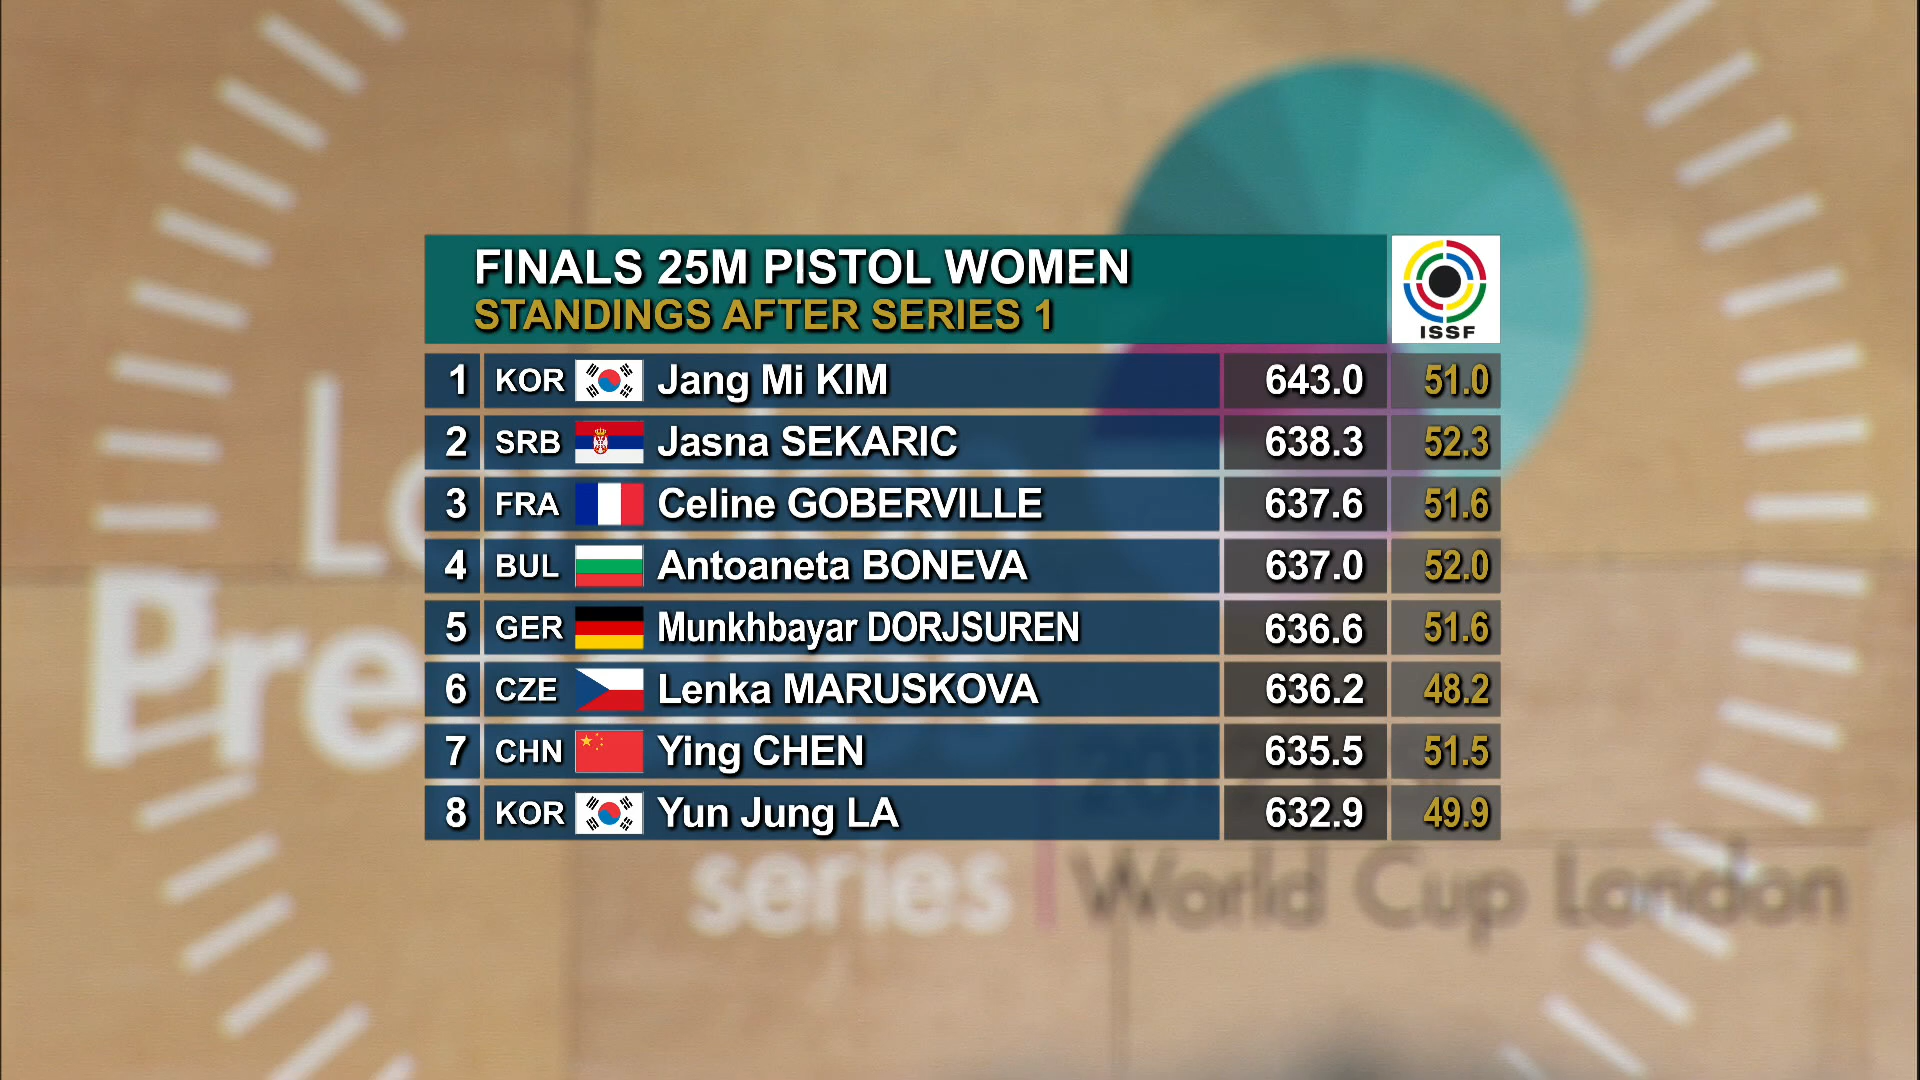 FINALS 25M PISTOL WOMEN
STANDINGS AFTER SERIES 1
ISSF
1 KOR Jang Mi KIM 643.0 51.0
2 SRB Jasna SEKARIC 638.3 52.3
3 FRA Celine GOBERVILLE 637.6 51.6
4 BUL Antoaneta BONEVA 637.0 52.0
5 GER Munkhbayar DORJSUREN 636.6 51.6
6 CZE Lenka MARUSKOVA 636.2 48.2
7 CHN Ying CHEN 635.5 51.5
8 KOR Yun Jung LA 632.9 49.9
series World Cup London